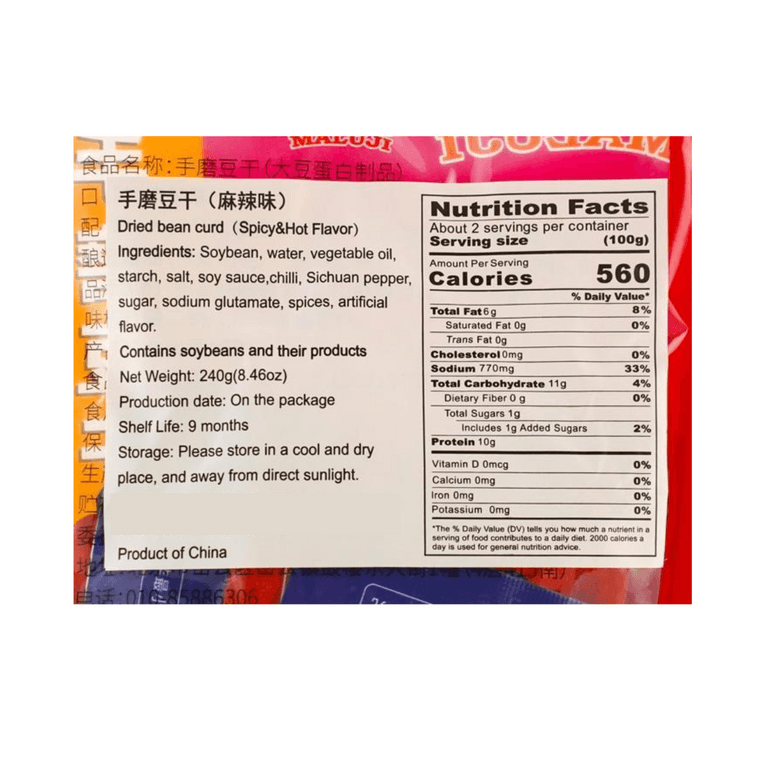 MALUJI
食品名称:手磨豆干(大豆蛋白制品)
手磨豆干（麻辣味）
Dried bean curd（Spicy&Hot Flavor）
Ingredients: Soybean, water, vegetable oil,
starch, salt, soy sauce,chilli, Sichuan pepper,
sugar, sodium glutamate, spices, artificial
flavor.
Contains soybeans and their products
Net Weight: 240g(8.46oz)
Production date: On the package
Shelf Life: 9 months
Storage: Please store in a cool and dry
place, and away from direct sunlight.
Product of China
Nutrition Facts
About 2 servings per container
Serving size (100g)
Amount Per Serving
Calories 560
% Daily Value*
Total Fat6g 8%
Saturated Fat 0g 0%
Trans Fat 0g
Cholesterol0mg 0%
Sodium 770mg 33%
Total Carbohydrate 11g 4%
Dietary Fiber 0 g 0%
Total Sugars 1g
Includes 1g Added Sugars 2%
Protein 10g
Vitamin D 0mcg 0%
Calcium 0mg 0%
Iron 0mg 0%
Potassium 0mg 0%
*The % Daily Value (DV) tells you how much a nutrient in a
serving of food contributes to a daily diet. 2000 calories a
day is used for general nutrition advice.
电话:010-85886306